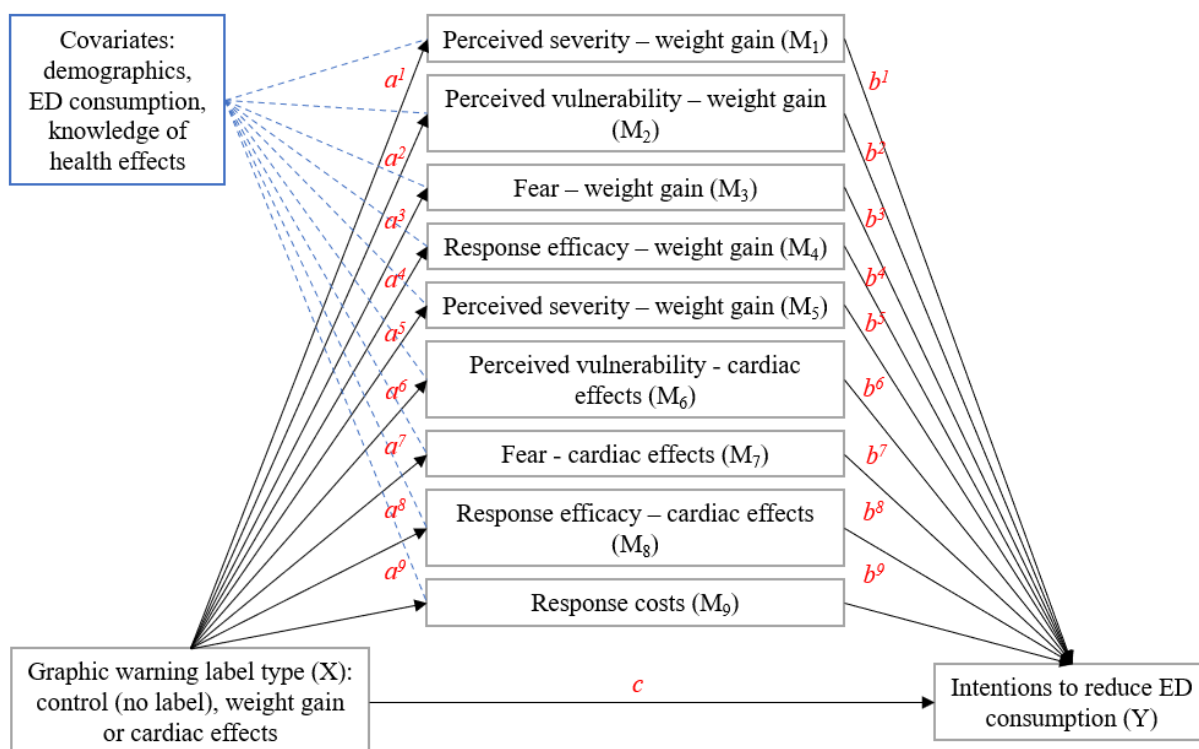 Covariates:
demographics,
ED consumption,
knowledge of
health effects
Perceived severity – weight gain (M₁)
Perceived vulnerability – weight gain
(M₂)
Fear – weight gain (M₃)
Response efficacy – weight gain (M₄)
Perceived severity – weight gain (M₅)
Perceived vulnerability - cardiac
effects (M₆)
Fear - cardiac effects (M₇)
Response efficacy – cardiac effects
(M₈)
Response costs (M₉)
a¹
a²
a³
a⁴
a⁵
a⁶
a⁷
a⁸
a⁹
b¹
b²
b³
b⁴
b⁵
b⁶
b⁷
b⁸
b⁹
Graphic warning label type (X):
control (no label), weight gain
or cardiac effects
c
Intentions to reduce ED
consumption (Y)